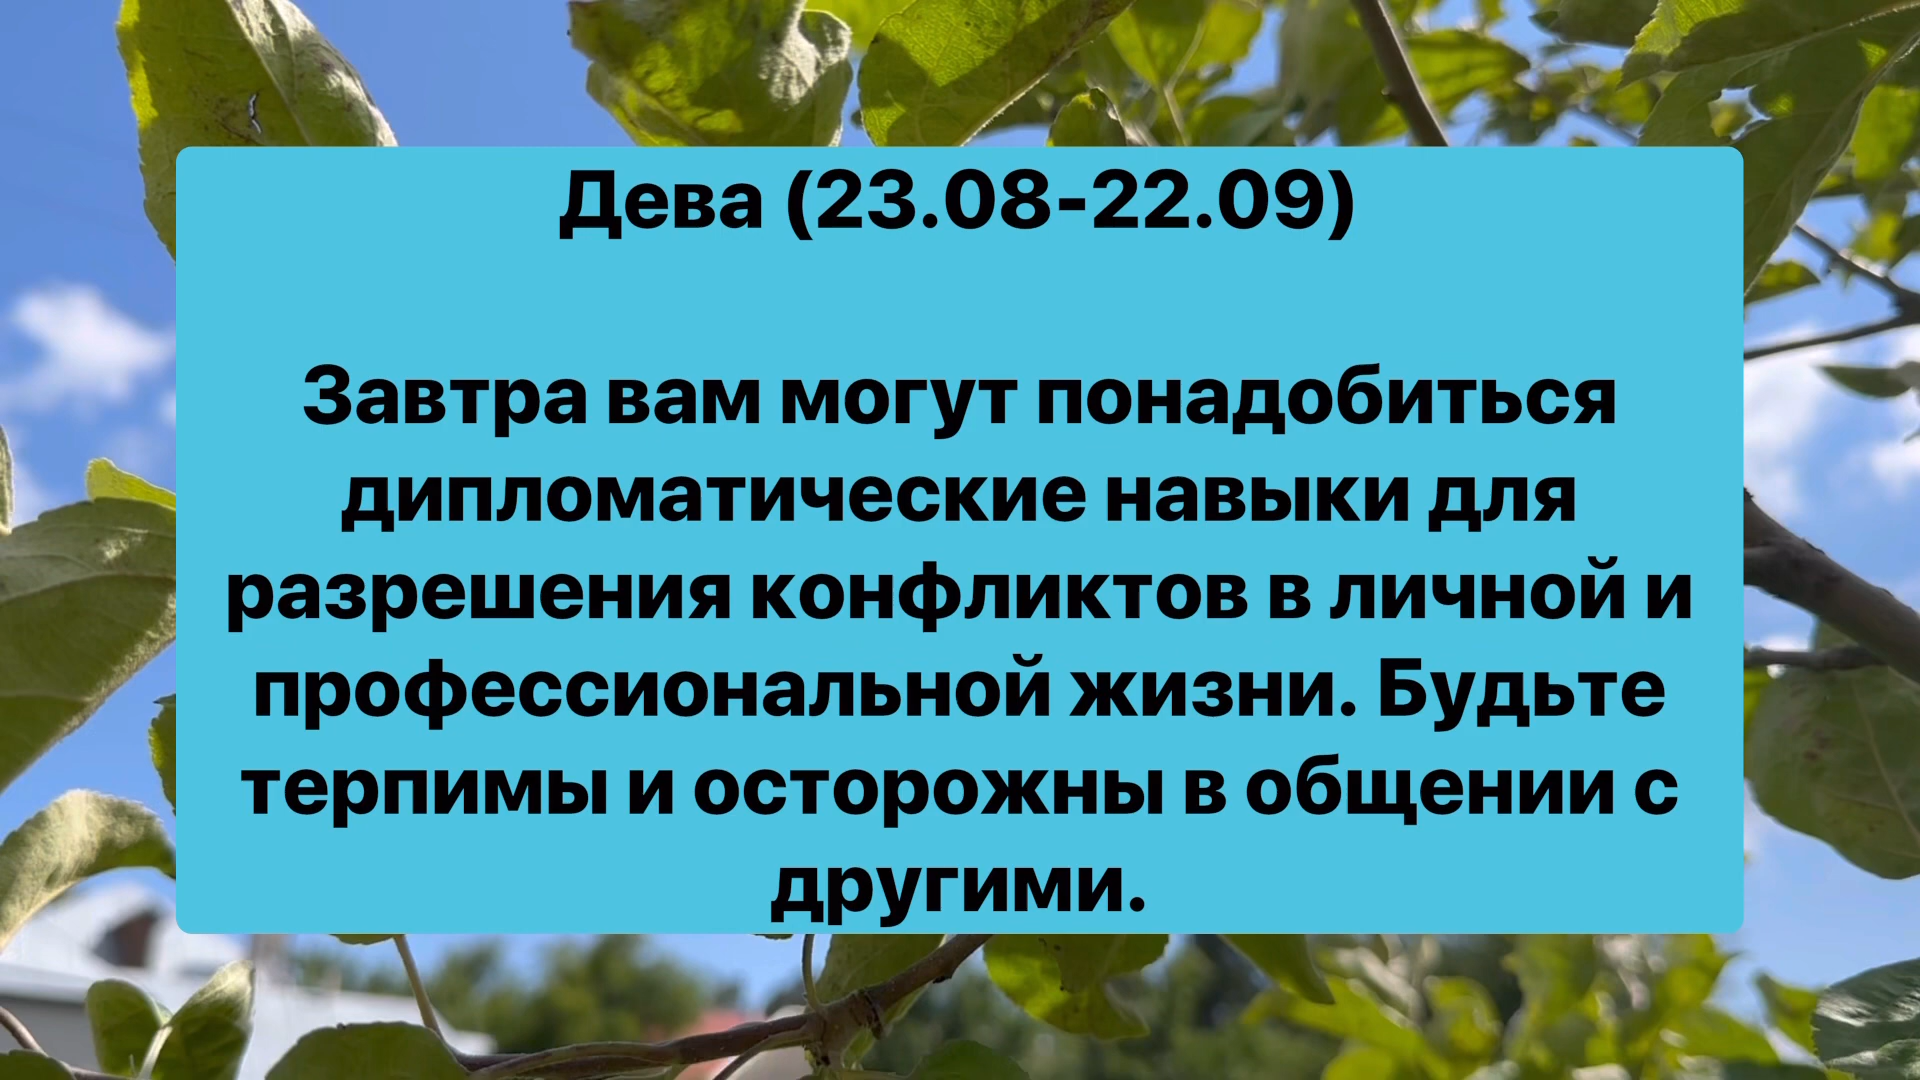 Дева (23.08-22.09)
Завтра вам могут понадобиться
дипломатические навыки для
разрешения конфликтов в личной и
профессиональной жизни. Будьте
терпимы и осторожны в общении с
другими.